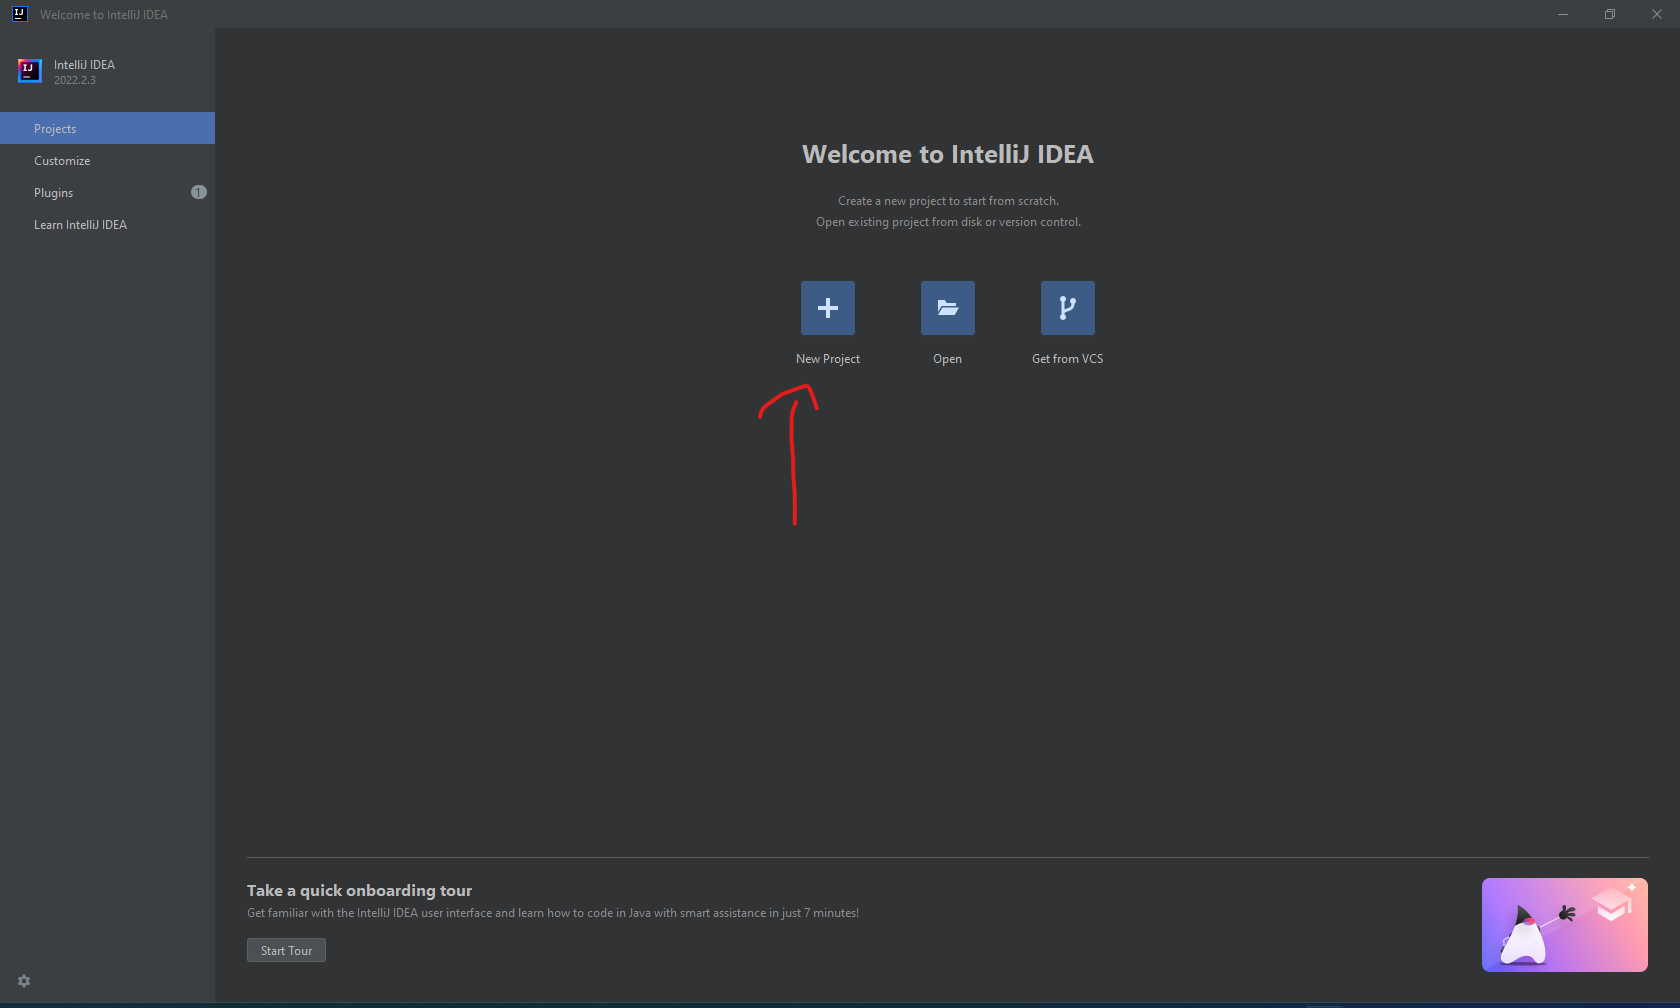 Welcome to IntelliJ IDEA
IntelliJ IDEA
2022.2.3
Projects
Customize
Plugins 1
Learn IntelliJ IDEA
Welcome to IntelliJ IDEA
Create a new project to start from scratch.
Open existing project from disk or version control.
New Project Open Get from VCS
Take a quick onboarding tour
Get familiar with the IntelliJ IDEA user interface and learn how to code in Java with smart assistance in just 7 minutes!
Start Tour